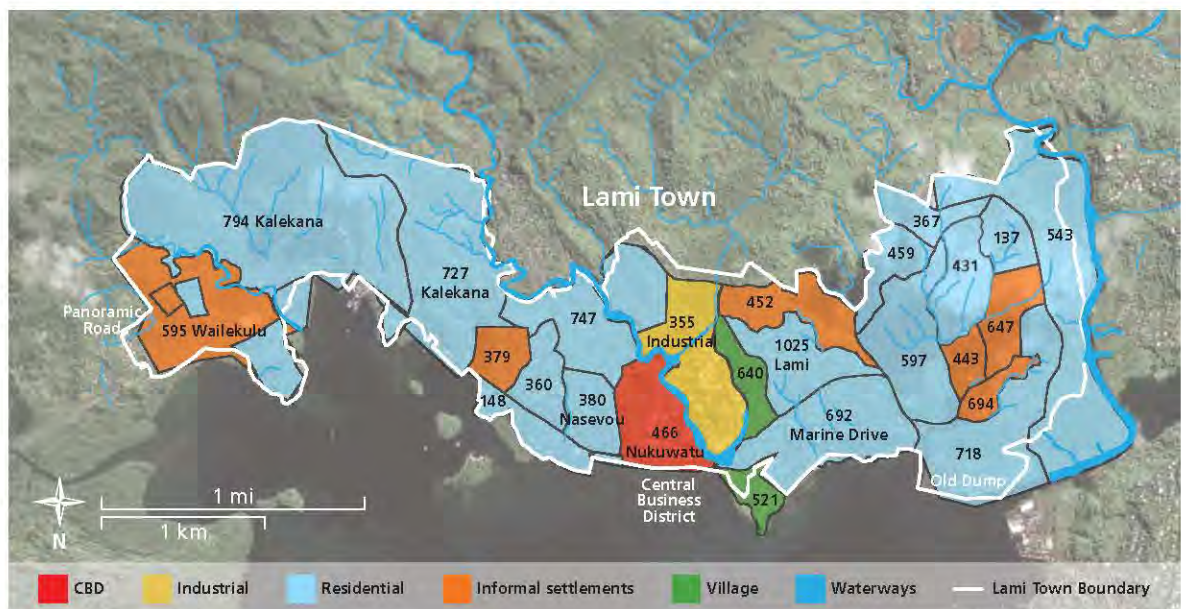 Lami Town
367
137
543
459
431
794 Kalekana
727
Kalekana
747
452
355
Industrial
647
Panoramic
Road
595 Wailekulu
1025
Lami
597
443
379
640
360
694
148
380
Nasevou
692
Marine Drive
466
Nukuwatu
718
Old Dump
Central
Business
District
521
1 mi
1 km
N
CBD
Industrial
Residential
Informal settlements
Village
Waterways
Lami Town Boundary